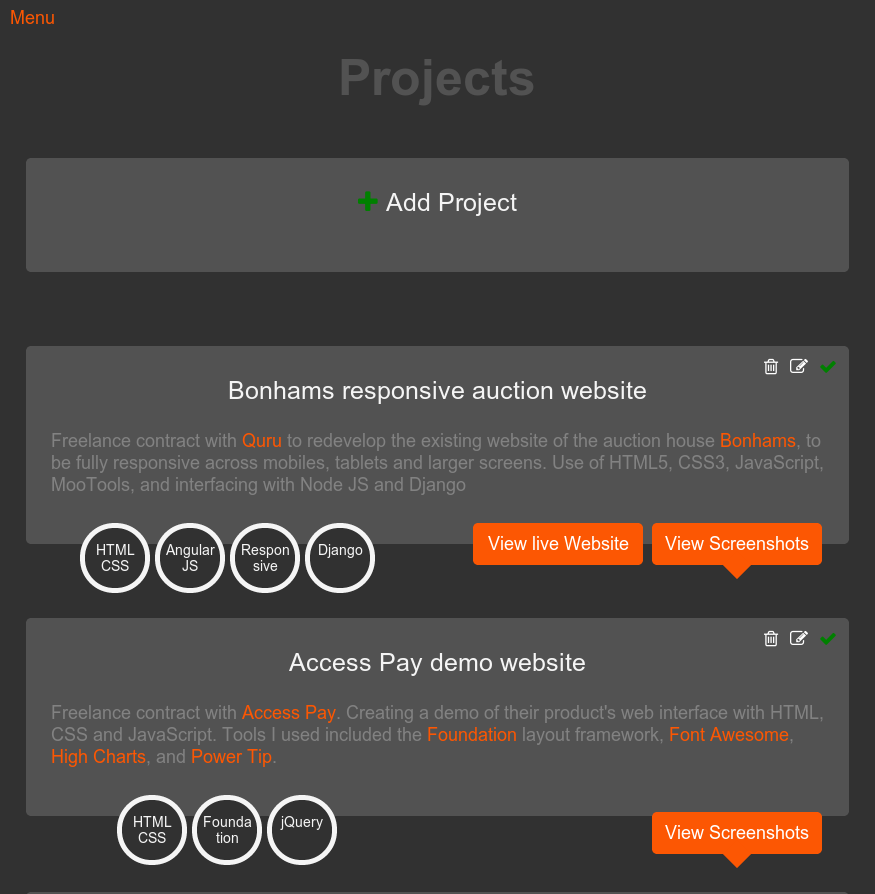 Menu
Projects
Add Project
Bonhams responsive auction website
Freelance contract with Quru to redevelop the existing website of the auction house Bonhams, to
be fully responsive across mobiles, tablets and larger screens. Use of HTML5, CSS3, JavaScript,
MooTools, and interfacing with Node JS and Django
HTML
CSS
Angular
JS
Respon
sive
Django
View live Website
View Screenshots
Access Pay demo website
Freelance contract with Access Pay. Creating a demo of their product's web interface with HTML,
CSS and JavaScript. Tools I used included the Foundation layout framework, Font Awesome,
High Charts, and Power Tip.
HTML
CSS
Founda
tion
jQuery
View Screenshots